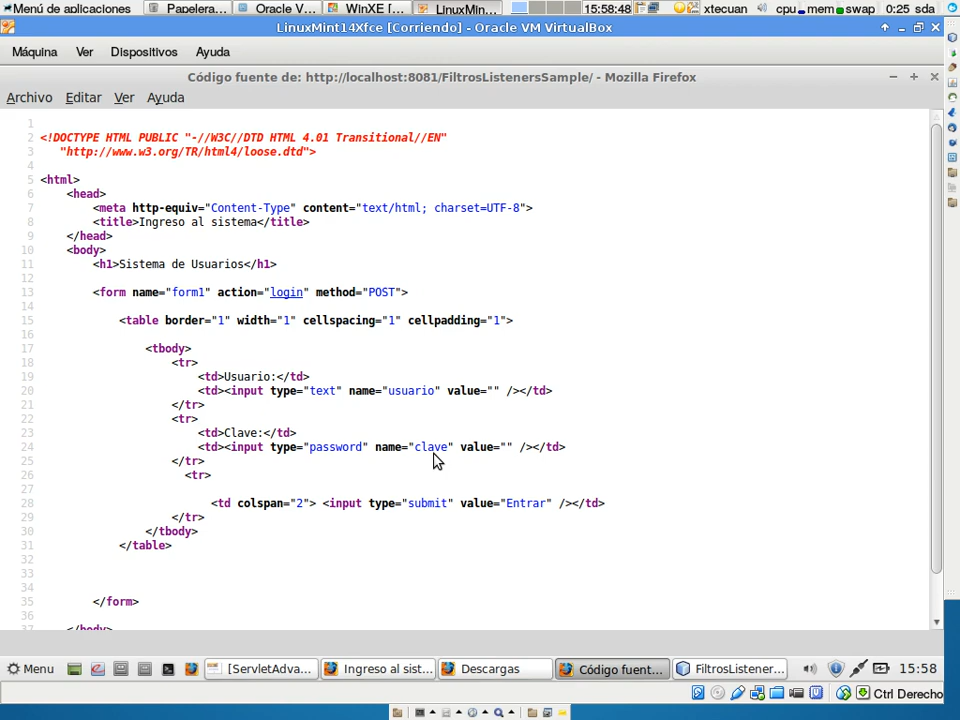 Menú de aplicaciones Papelera... Oracle V... WinXE [... LinuxMin... 15:58:48 xtecuan cpu mem swap 0:25 sda
LinuxMint14Xfce [Corriendo] - Oracle VM VirtualBox
Máquina Ver Dispositivos Ayuda
Código fuente de: http://localhost:8081/FiltrosListenersSample/ - Mozilla Firefox
Archivo Editar Ver Ayuda
1
2 <!DOCTYPE HTML PUBLIC "-//W3C//DTD HTML 4.01 Transitional//EN"
3 "http://www.w3.org/TR/html4/loose.dtd">
4
5 <html>
6 <head>
7 <meta http-equiv="Content-Type" content="text/html; charset=UTF-8">
8 <title>Ingreso al sistema</title>
9 </head>
10 <body>
11 <h1>Sistema de Usuarios</h1>
12
13 <form name="form1" action="login" method="POST">
14
15 <table border="1" width="1" cellspacing="1" cellpadding="1">
16
17 <tbody>
18 <tr>
19 <td>Usuario:</td>
20 <td><input type="text" name="usuario" value="" /></td>
21 </tr>
22 <tr>
23 <td>Clave:</td>
24 <td><input type="password" name="clave" value="" /></td>
25 </tr>
26 <tr>
27
28 <td colspan="2"> <input type="submit" value="Entrar" /></td>
29 </tr>
30 </tbody>
31 </table>
32
33
34
35 </form>
36
37 </body>
Menu [ServletAdva... Ingreso al sist... Descargas Código fuent... FiltrosListener... 15:58
Ctrl Derecho